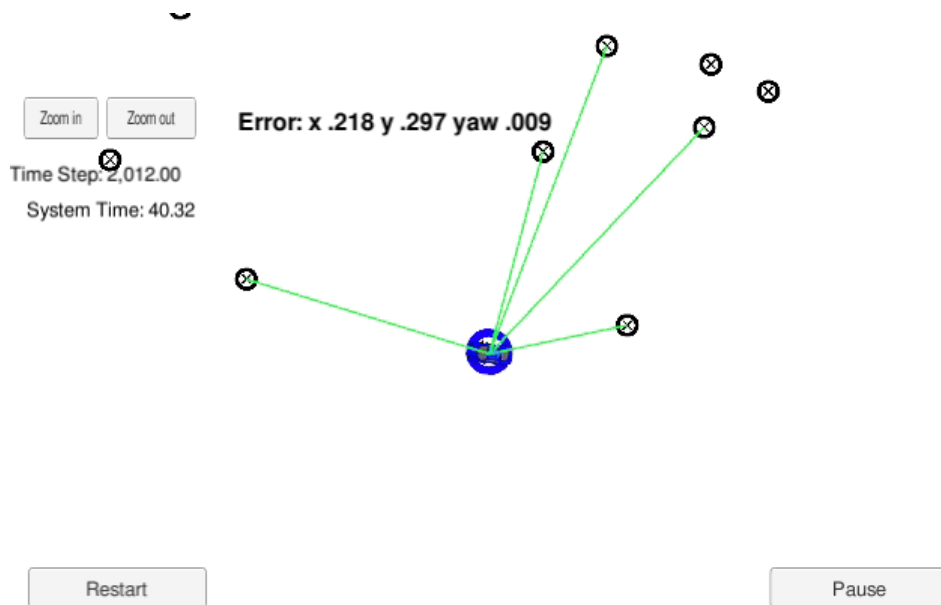 Zoom in
Zoom out
Error: x .218 y .297 yaw .009
Time Step: 2,012.00
System Time: 40.32
Restart
Pause